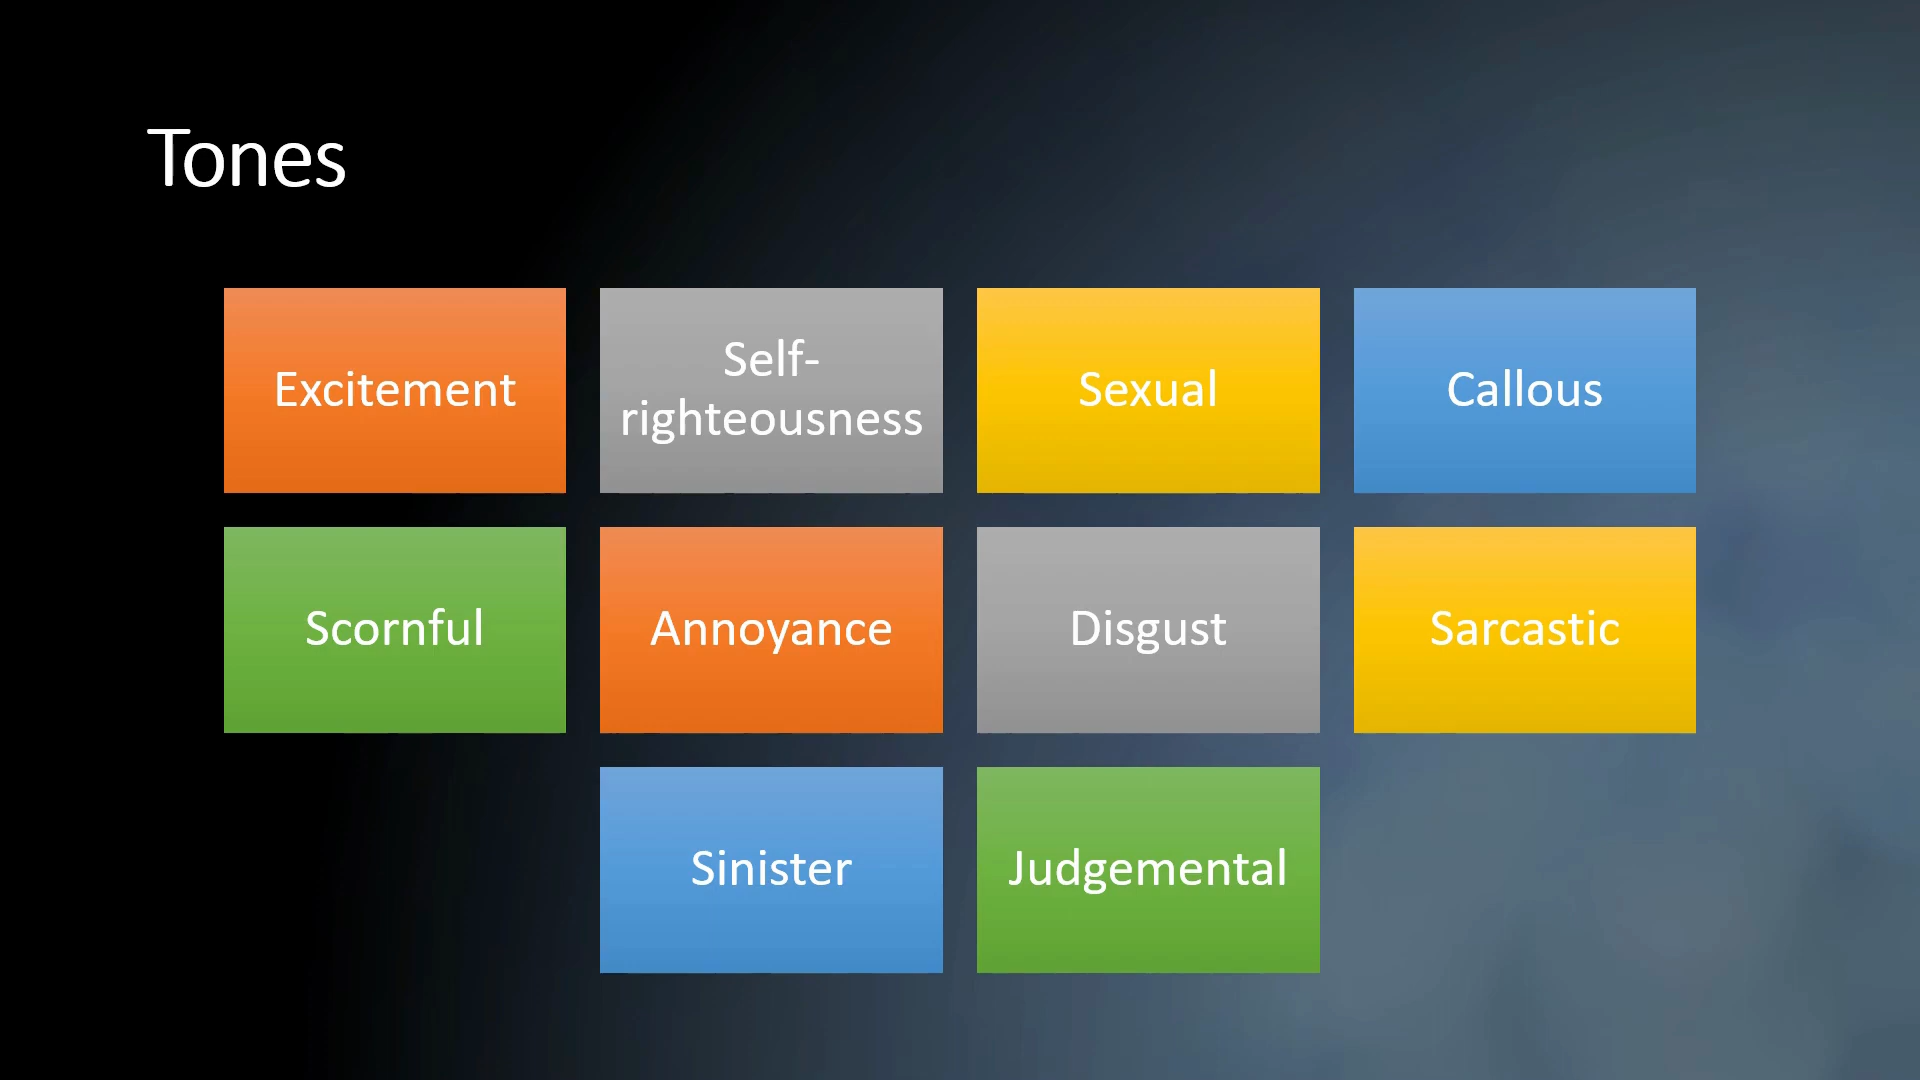 Tones
Excitement
Self-
righteousness
Sexual
Callous
Scornful
Annoyance
Disgust
Sarcastic
Sinister
Judgemental